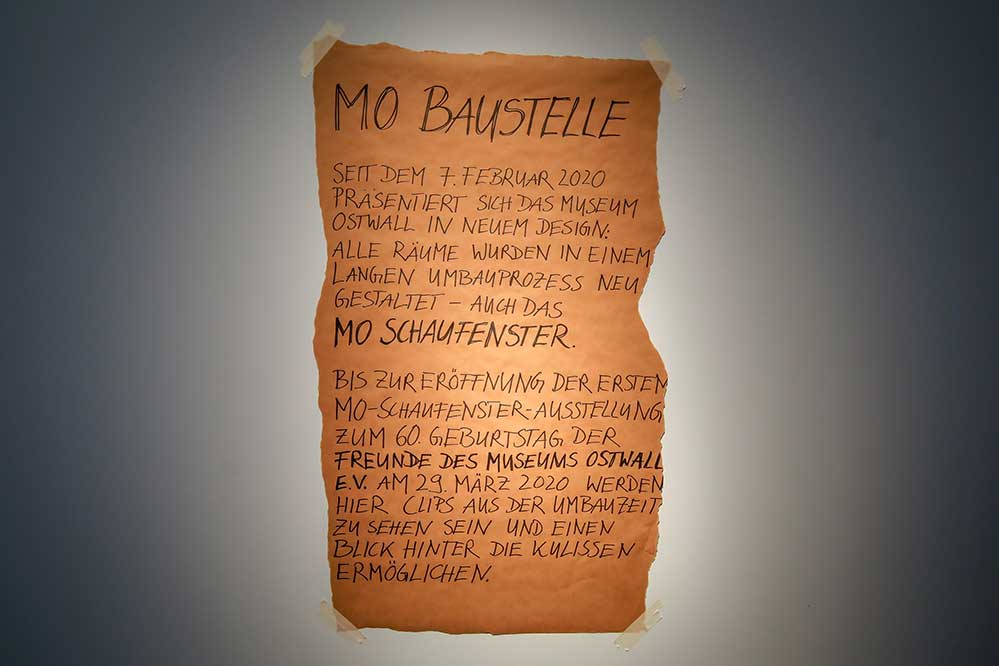 MO BAUSTELLE
SEIT DEM 7. FEBRUAR 2020
PRÄSENTIERT SICH DAS MUSEUM
OSTWALL IN NEUEM DESIGN:
ALLE RÄUME WURDEN IN EINEM
LANGEN UMBAUPROZESS NEU
GESTALTET – AUCH DAS
MO SCHAUFENSTER.
BIS ZUR ERÖFFNUNG DER ERSTEN
MO-SCHAUFENSTER-AUSSTELLUNG
ZUM 60. GEBURTSTAG DER
FREUNDE DES MUSEUMS OSTWALL
E.V. AM 29. MÄRZ 2020 WERDEN
HIER CLIPS AUS DER UMBAUZEIT
ZU SEHEN SEIN UND EINEN
BLICK HINTER DIE KULISSEN
ERMÖGLICHEN.